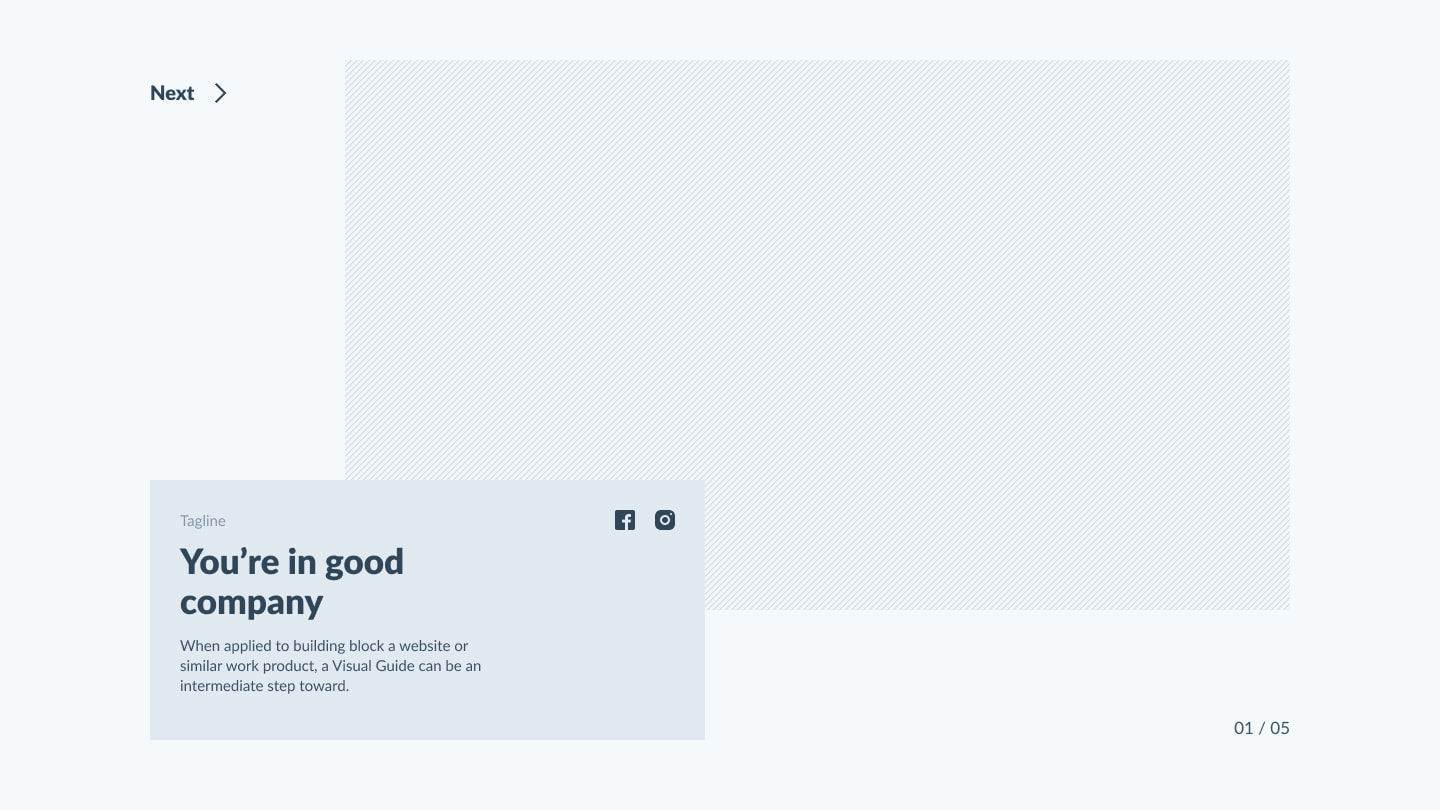 Next
Tagline
You’re in good
company
When applied to building block a website or
similar work product, a Visual Guide can be an
intermediate step toward.
01 / 05